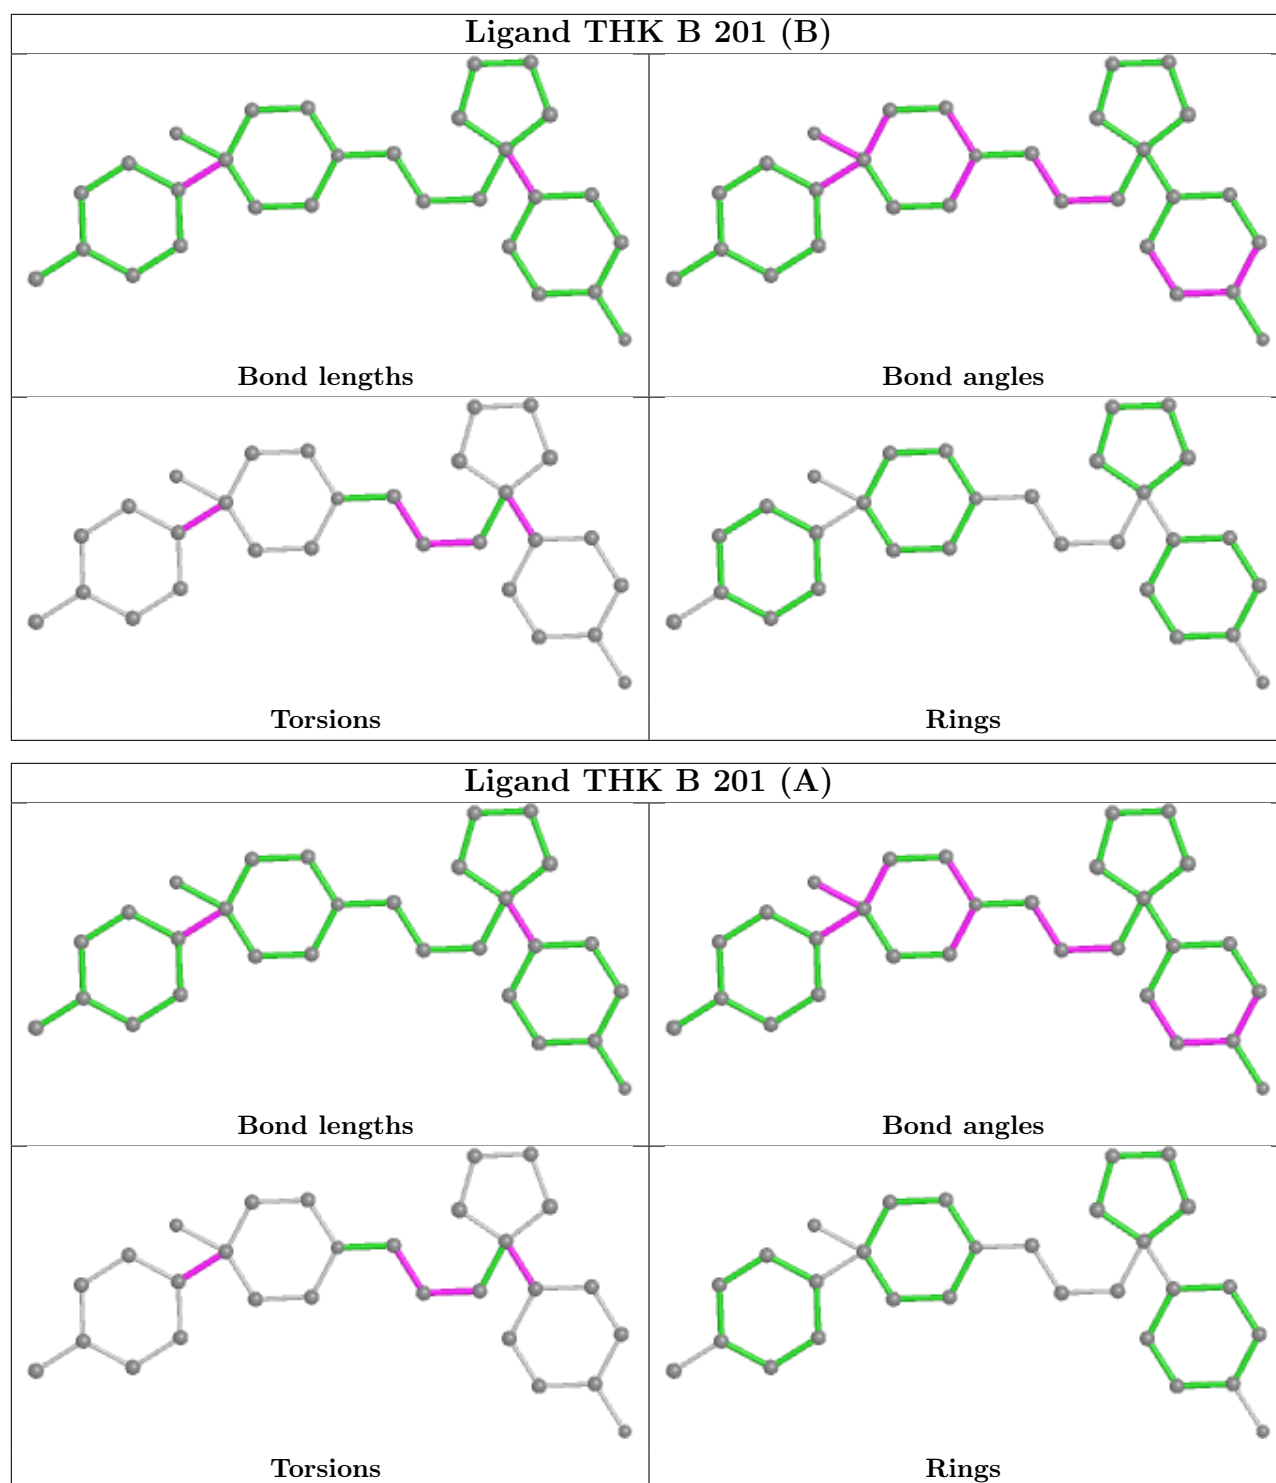 Ligand THK B 201 (B)
Bond lengths
Bond angles
Torsions
Rings
Ligand THK B 201 (A)
Bond lengths
Bond angles
Torsions
Rings